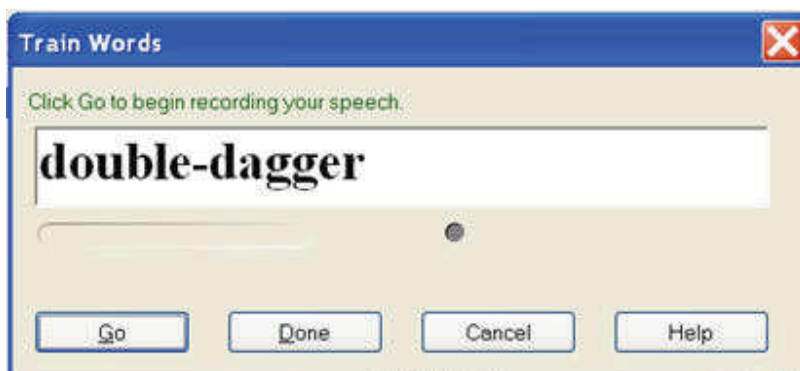 Train Words
Click Go to begin recording your speech.
double-dagger
Go Done Cancel Help